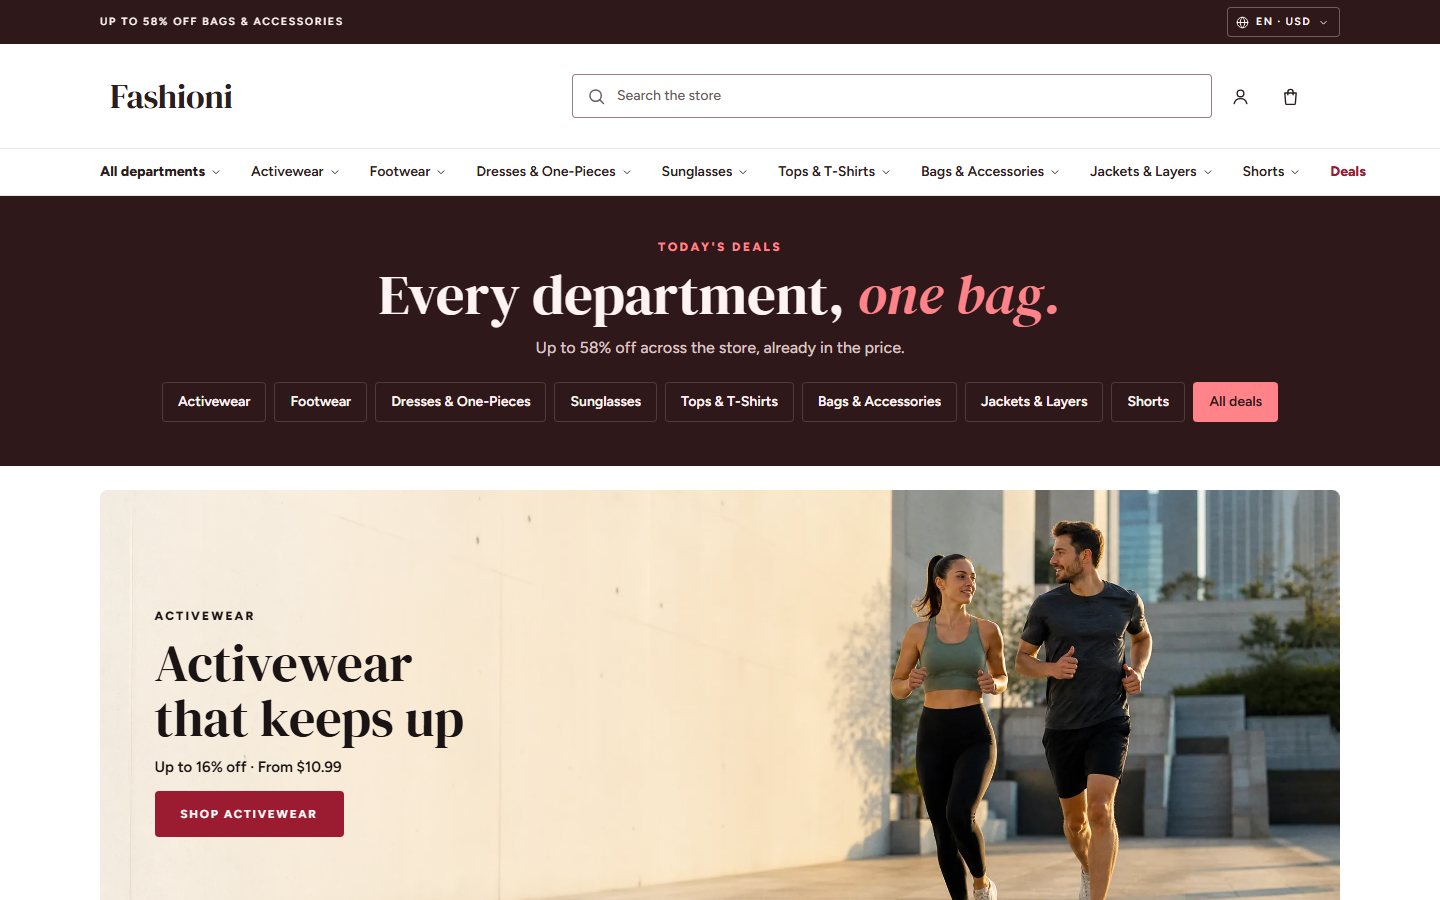 UP TO 58% OFF BAGS & ACCESSORIES
EN · USD
Fashioni
Search the store
All departments
Activewear
Footwear
Dresses & One-Pieces
Sunglasses
Tops & T-Shirts
Bags & Accessories
Jackets & Layers
Shorts
Deals
TODAY'S DEALS
Every department, one bag.
Up to 58% off across the store, already in the price.
Activewear
Footwear
Dresses & One-Pieces
Sunglasses
Tops & T-Shirts
Bags & Accessories
Jackets & Layers
Shorts
All deals
ACTIVEWEAR
Activewear
that keeps up
Up to 16% off · From $10.99
SHOP ACTIVEWEAR